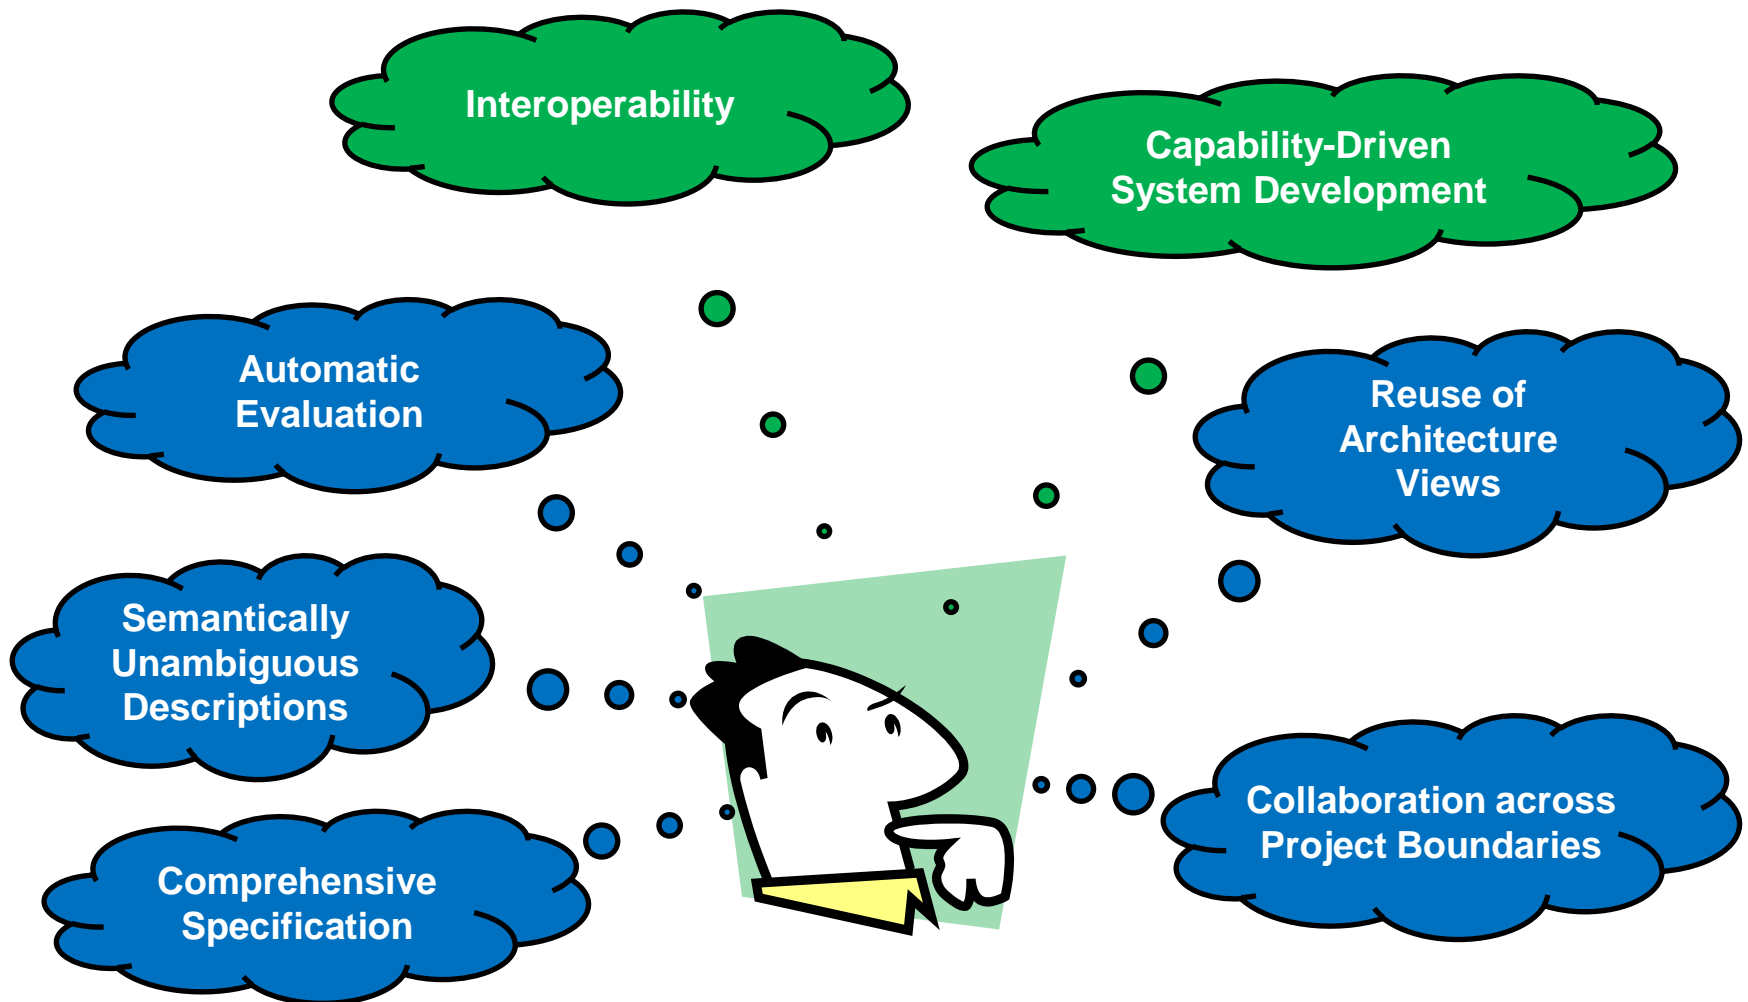 Interoperability
Capability-Driven
System Development
Automatic
Evaluation
Reuse of
Architecture
Views
Semantically
Unambiguous
Descriptions
Collaboration across
Project Boundaries
Comprehensive
Specification